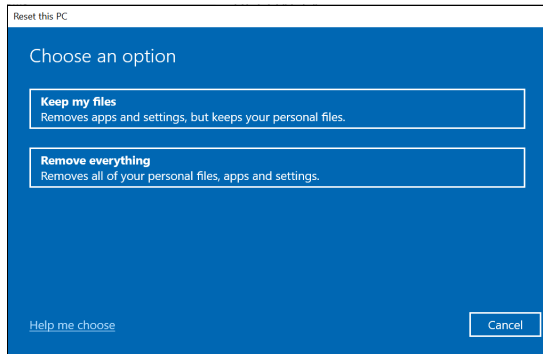 Reset this PC
Choose an option
Keep my files
Removes apps and settings, but keeps your personal files.
Remove everything
Removes all of your personal files, apps and settings.
Help me choose
Cancel